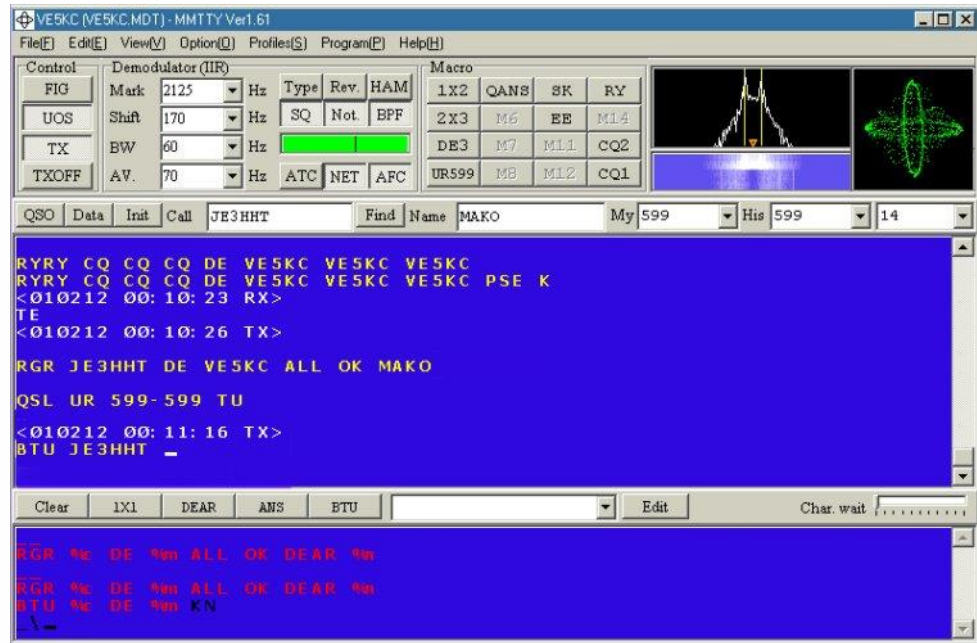 VE5KC (VE5KC.MDT) - MMTTY Ver1.61
File(F) Edit(E) View(V) Option(O) Profiles(S) Program(P) Help(H)
Control Demodulator (IIR) Macro
FIG Mark 2125 Hz Type Rev. HAM 1X2 QANS SK RY
UOS Shift 170 Hz SQ Not. BPF 2X3 M6 EE M14
TX BW 60 Hz DE3 M7 M11 CQ2
TXOFF AV. 70 Hz ATC NET AFC UR599 M8 M12 CQ1
QSO Data Init Call JE3HHT Find Name MAKO My 599 His 599 14
RYRY CQ CQ CQ DE VE5KC VE5KC VE5KC
RYRY CQ CQ CQ DE VE5KC VE5KC VE5KC PSE K
<010212 00:10:23 RX>
TE
<010212 00:10:26 TX>
RGR JE3HHT DE VE5KC ALL OK MAKO
QSL UR 599-599 TU
<010212 00:11:16 TX>
BTU JE3HHT _
Clear 1X1 DEAR ANS BTU Edit Char. wait
RGR %c DE %m ALL OK DEAR %n
RGR %c DE %m ALL OK DEAR %n
BTU %c DE %m KN
_\_